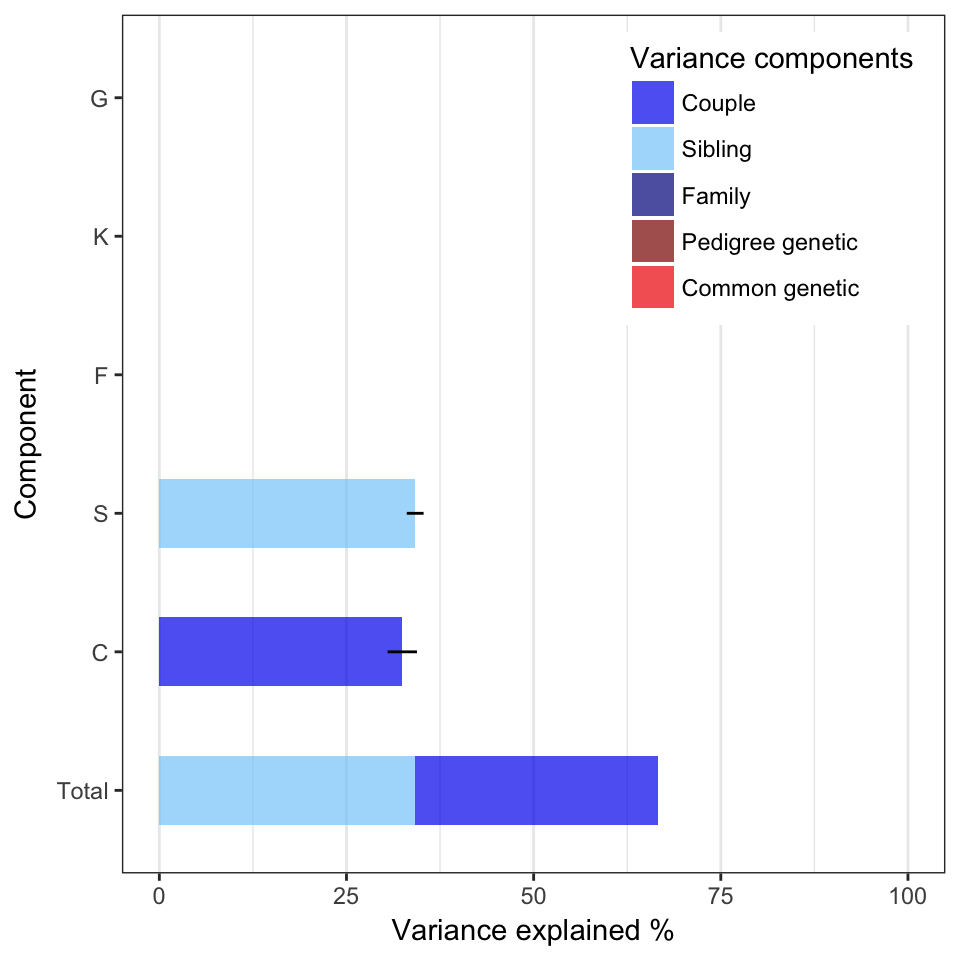 Variance components
Couple
Sibling
Family
Pedigree genetic
Common genetic
G
K
F
S
C
Total
Component
0 25 50 75 100
Variance explained %